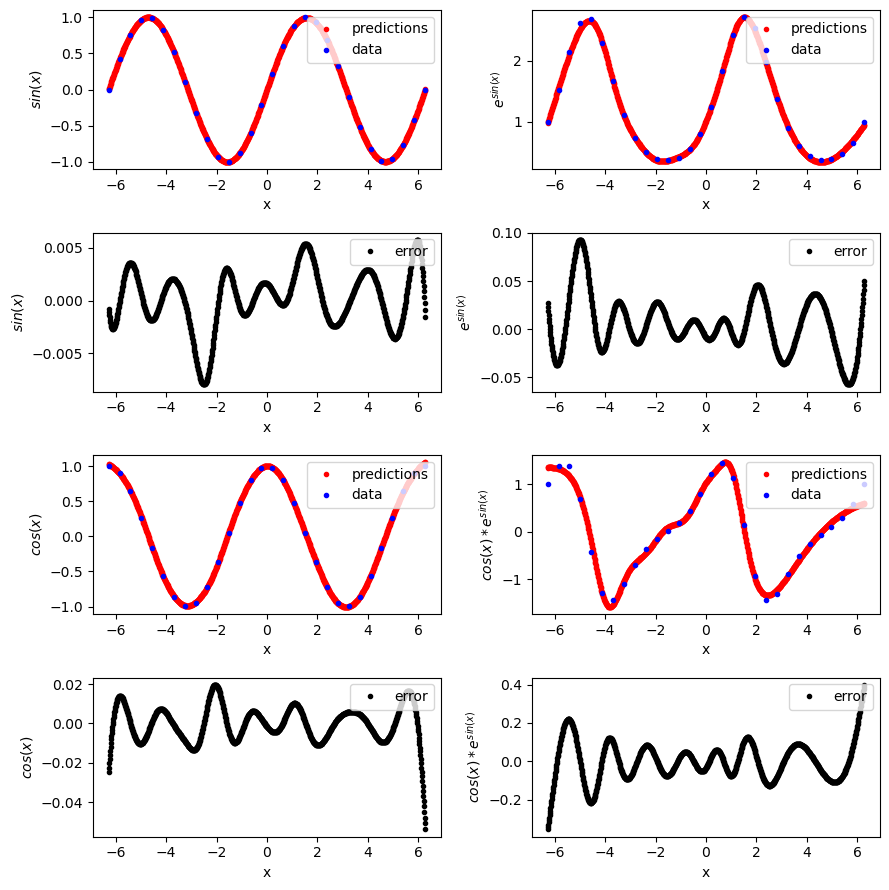 1.0
0.5
0.0
−0.5
−1.0
sin(x)
predictions
data
−6 −4 −2 0 2 4 6
x
2
1
e^{sin(x)}
predictions
data
−6 −4 −2 0 2 4 6
x
0.005
0.000
−0.005
sin(x)
error
−6 −4 −2 0 2 4 6
x
0.10
0.05
0.00
−0.05
e^{sin(x)}
error
−6 −4 −2 0 2 4 6
x
1.0
0.5
0.0
−0.5
−1.0
cos(x)
predictions
data
−6 −4 −2 0 2 4 6
x
1
0
−1
cos(x) * e^{sin(x)}
predictions
data
−6 −4 −2 0 2 4 6
x
0.02
0.00
−0.02
−0.04
cos(x)
error
−6 −4 −2 0 2 4 6
x
0.4
0.2
0.0
−0.2
cos(x) * e^{sin(x)}
error
−6 −4 −2 0 2 4 6
x